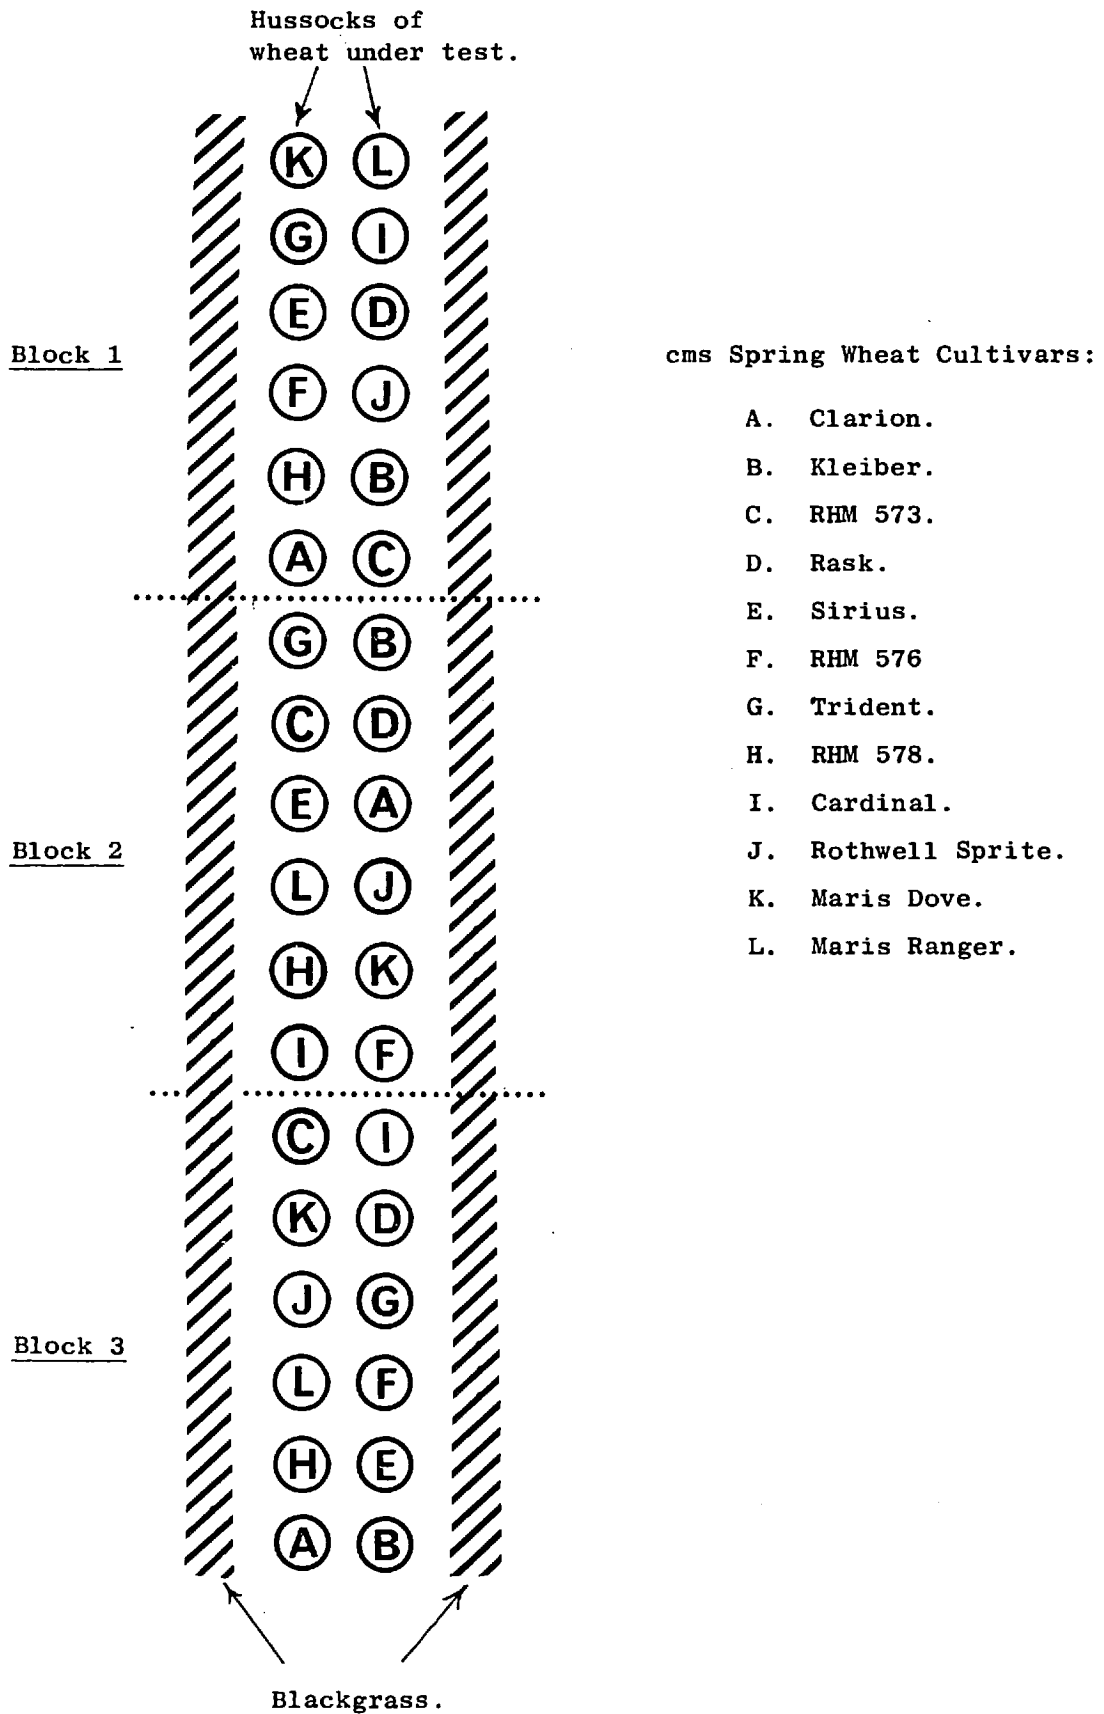 Hussocks of
wheat under test.
K L
G I
E D
Block 1
F J
H B
A C
G B
C D
E A
Block 2
L J
H K
I F
C I
K D
J G
Block 3
L F
H E
A B
Blackgrass.
cms Spring Wheat Cultivars:
A. Clarion.
B. Kleiber.
C. RHM 573.
D. Rask.
E. Sirius.
F. RHM 576
G. Trident.
H. RHM 578.
I. Cardinal.
J. Rothwell Sprite.
K. Maris Dove.
L. Maris Ranger.